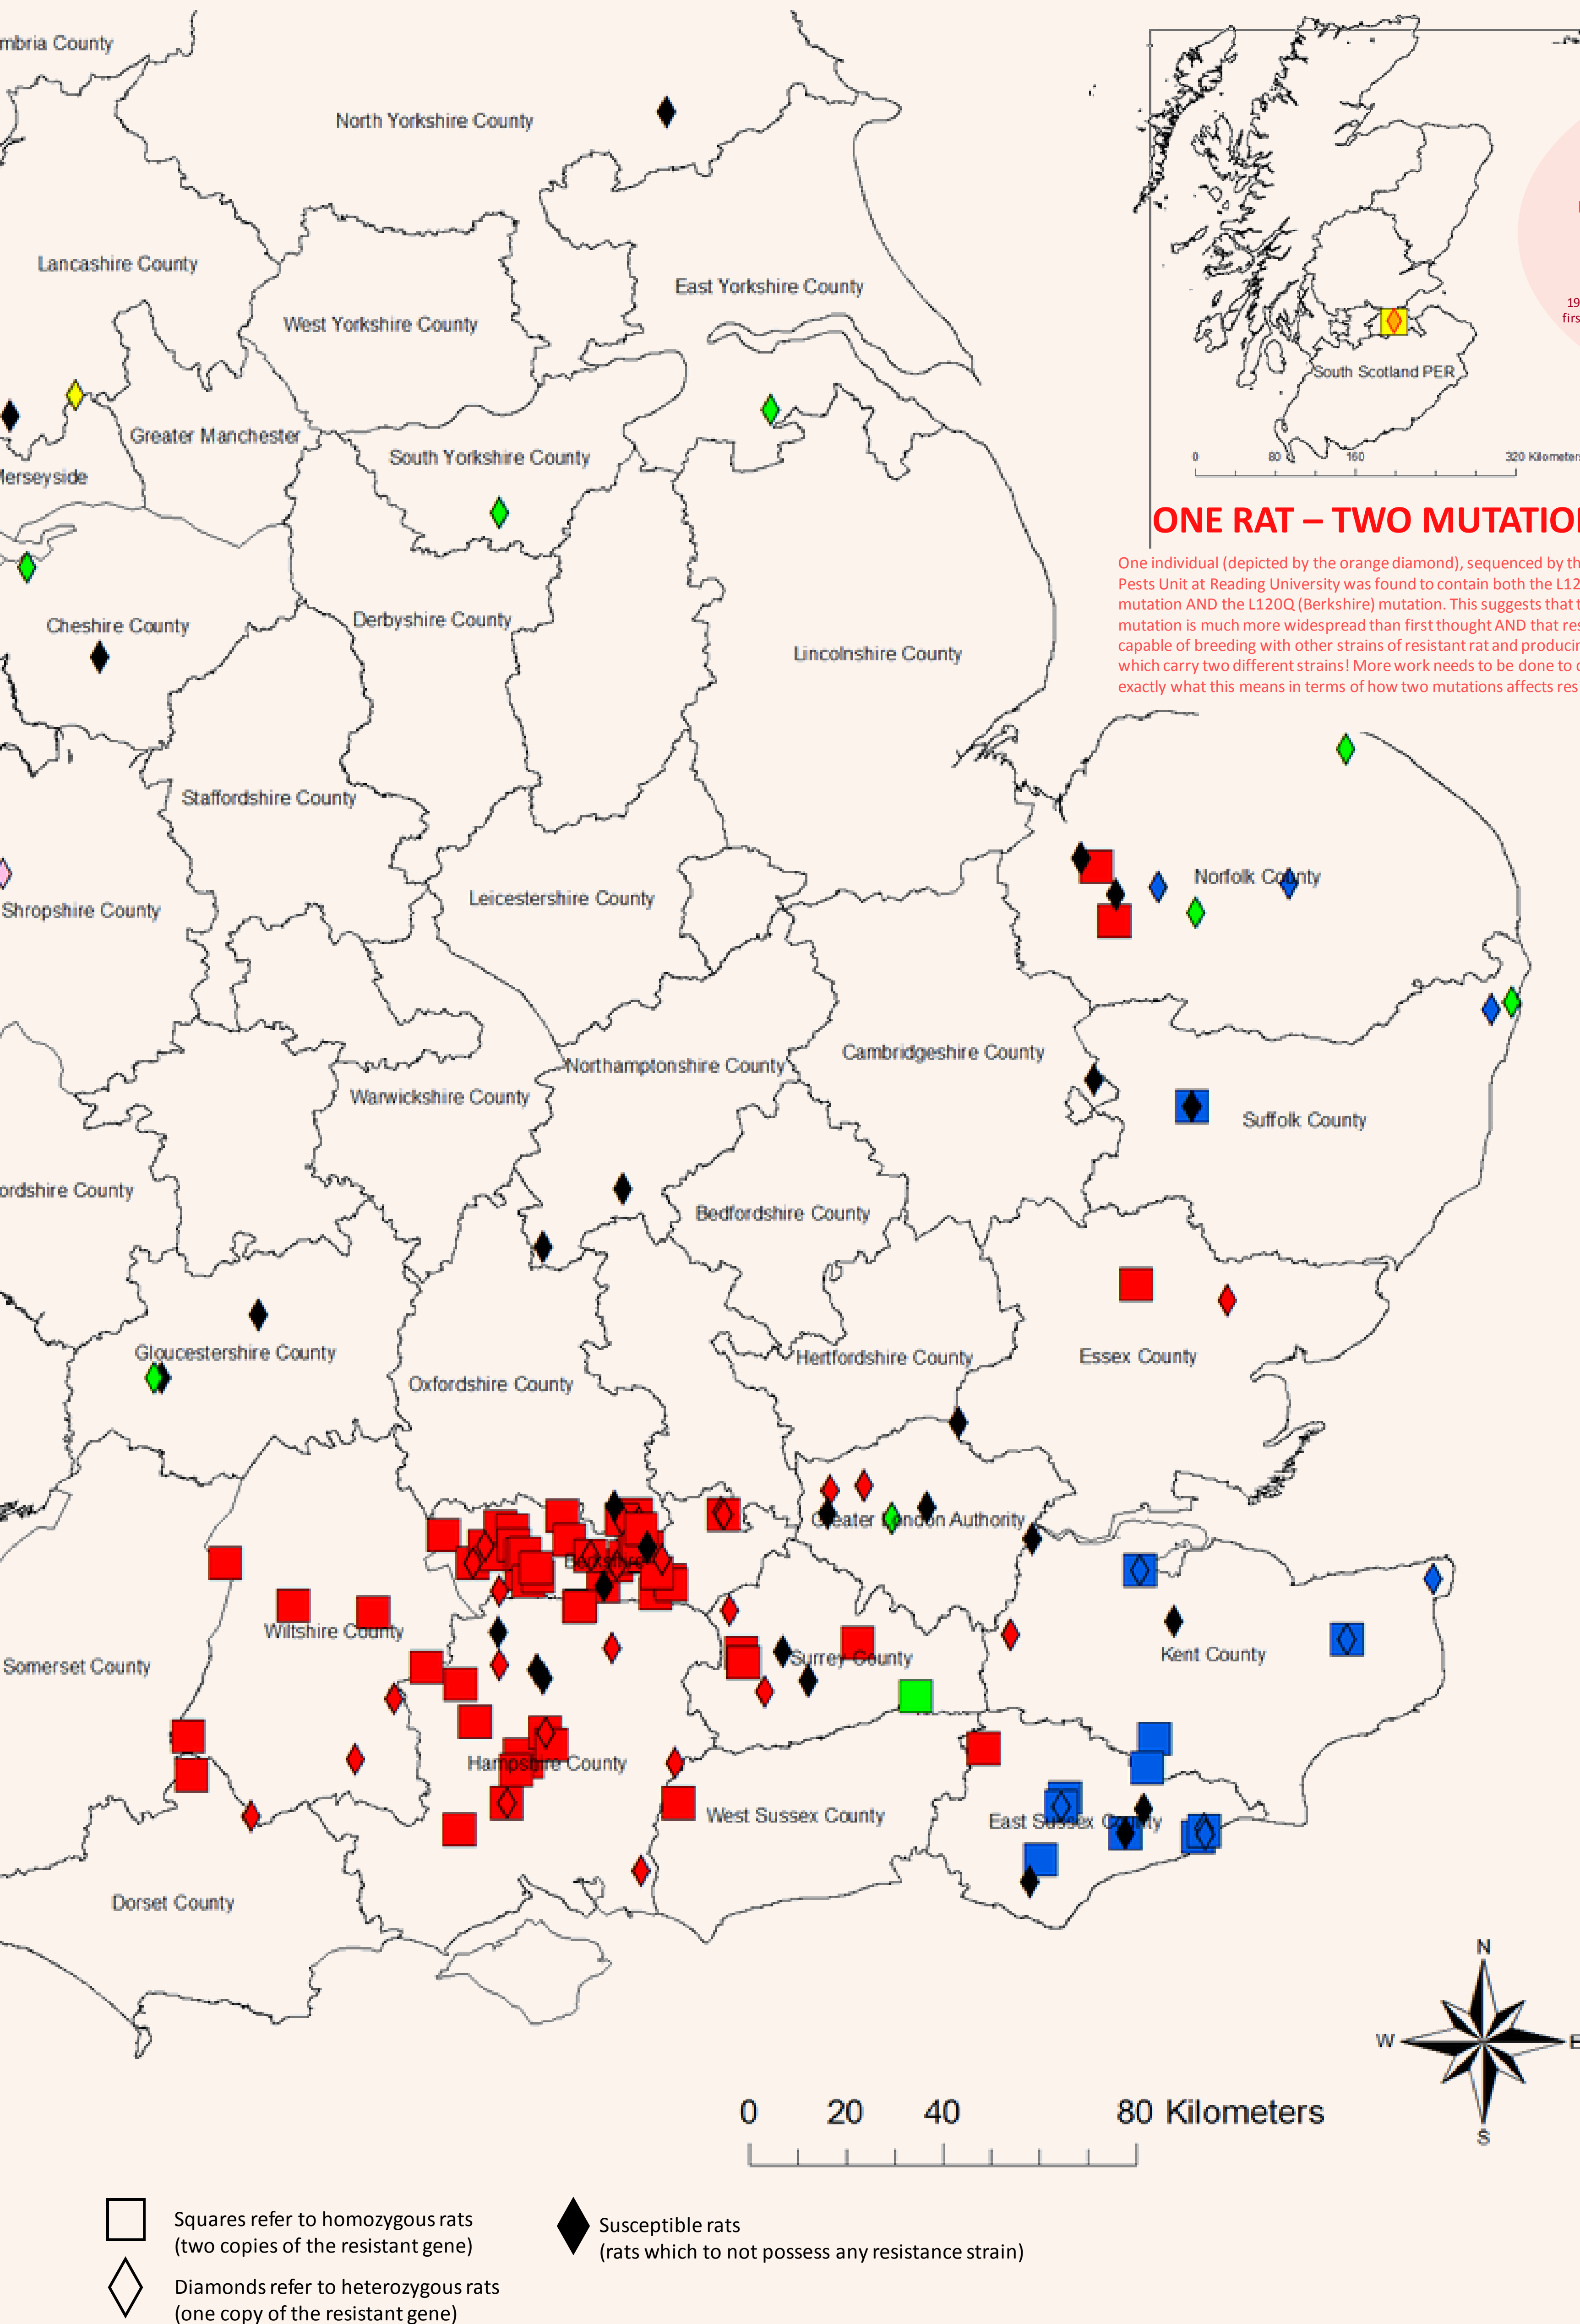 mbria County
North Yorkshire County
Lancashire County
East Yorkshire County
West Yorkshire County
19
firs
South Scotland PER
Greater Manchester
South Yorkshire County
Merseyside
0 80 160 320 Kilometers
ONE RAT – TWO MUTATIO
One individual (depicted by the orange diamond), sequenced by th
Pests Unit at Reading University was found to contain both the L12
mutation AND the L120Q (Berkshire) mutation. This suggests that t
mutation is much more widespread than first thought AND that res
capable of breeding with other strains of resistant rat and producin
which carry two different strains! More work needs to be done to
exactly what this means in terms of how two mutations affects res
Cheshire County
Derbyshire County
Lincolnshire County
Staffordshire County
Norfolk County
Leicestershire County
Shropshire County
Cambridgeshire County
Northamptonshire County
Warwickshire County
Suffolk County
ordshire County
Bedfordshire County
Gloucestershire County
Hertfordshire County
Essex County
Oxfordshire County
Greater London Authority
Berkshire
Wiltshire County
Kent County
Surrey County
Somerset County
Hampshire County
West Sussex County
East Sussex County
Dorset County
N
W E
S
0 20 40 80 Kilometers
Squares refer to homozygous rats
(two copies of the resistant gene)
Susceptible rats
(rats which to not possess any resistance strain)
Diamonds refer to heterozygous rats
(one copy of the resistant gene)